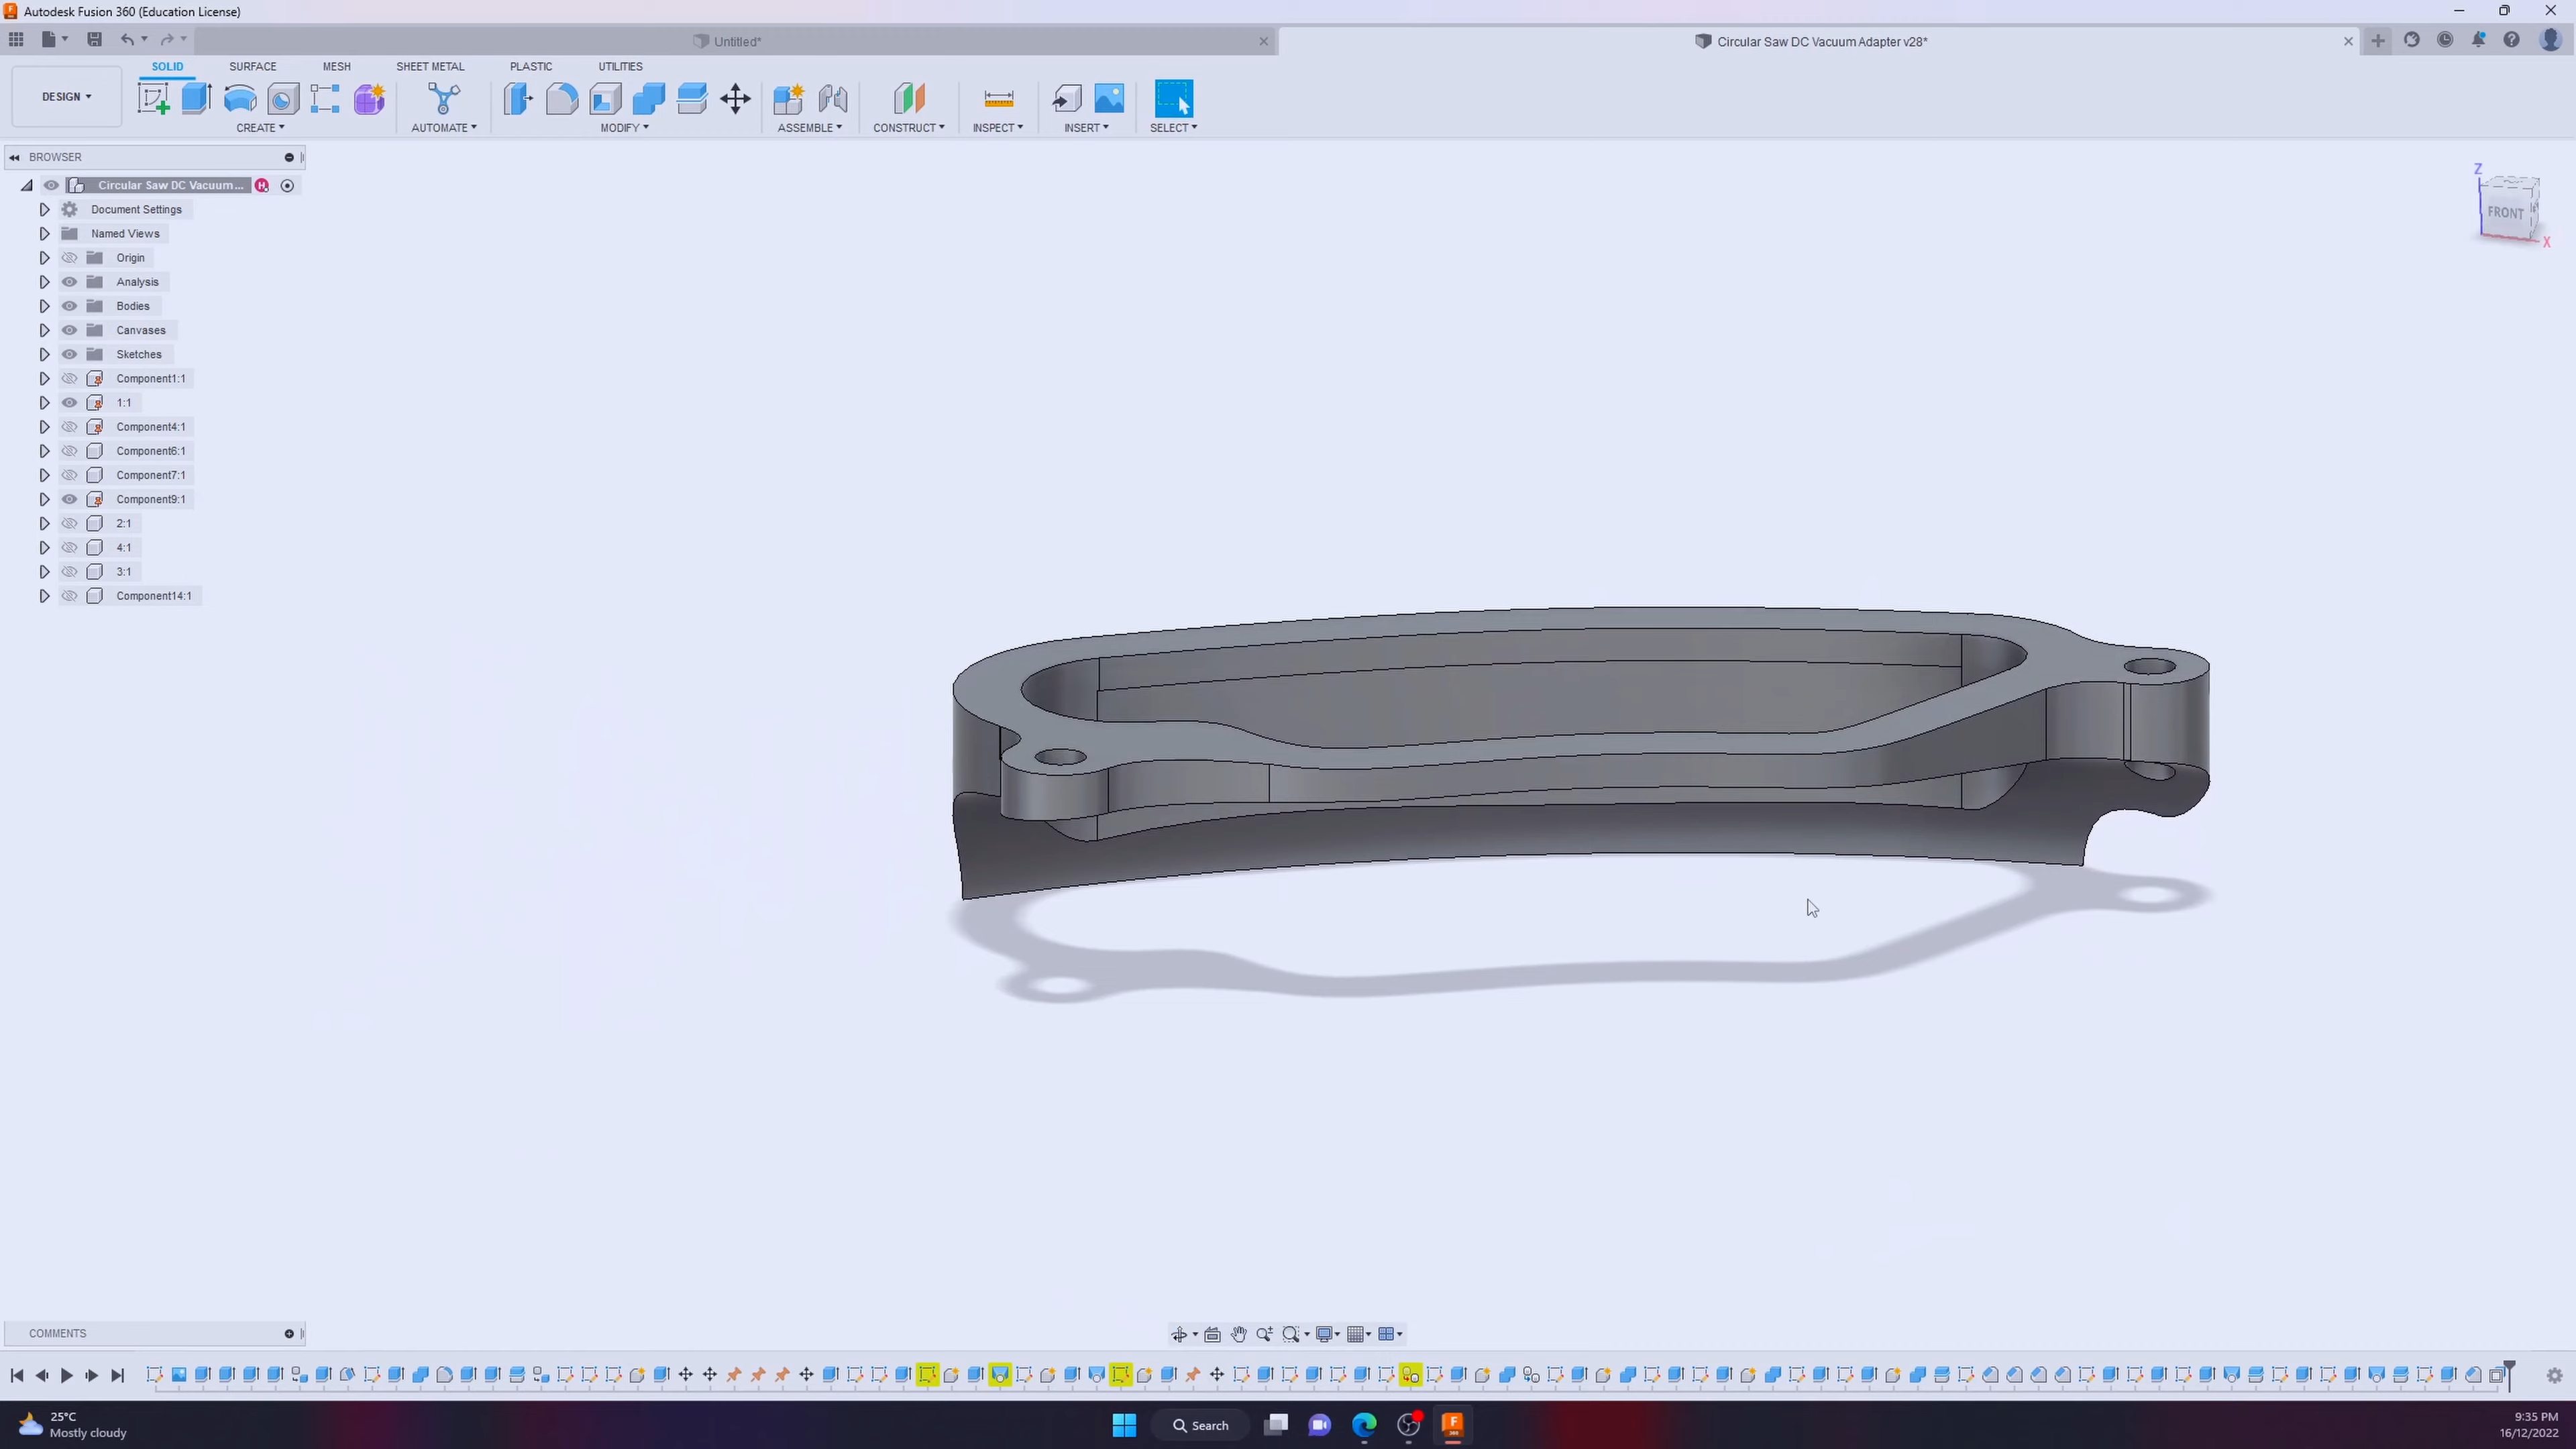 Autodesk Fusion 360 (Education License)
Untitled*
Circular Saw DC Vacuum Adapter v28*
SOLID SURFACE MESH SHEET METAL PLASTIC UTILITIES
DESIGN
CREATE AUTOMATE MODIFY ASSEMBLE CONSTRUCT INSPECT INSERT SELECT
BROWSER
Circular Saw DC Vacuum...
Document Settings
Named Views
Origin
Analysis
Bodies
Canvases
Sketches
Component1:1
1:1
Component4:1
Component6:1
Component7:1
Component9:1
2:1
4:1
3:1
Component14:1
Z
FRONT
X
COMMENTS
25°C
Mostly cloudy
Search
9:35 PM
16/12/2022